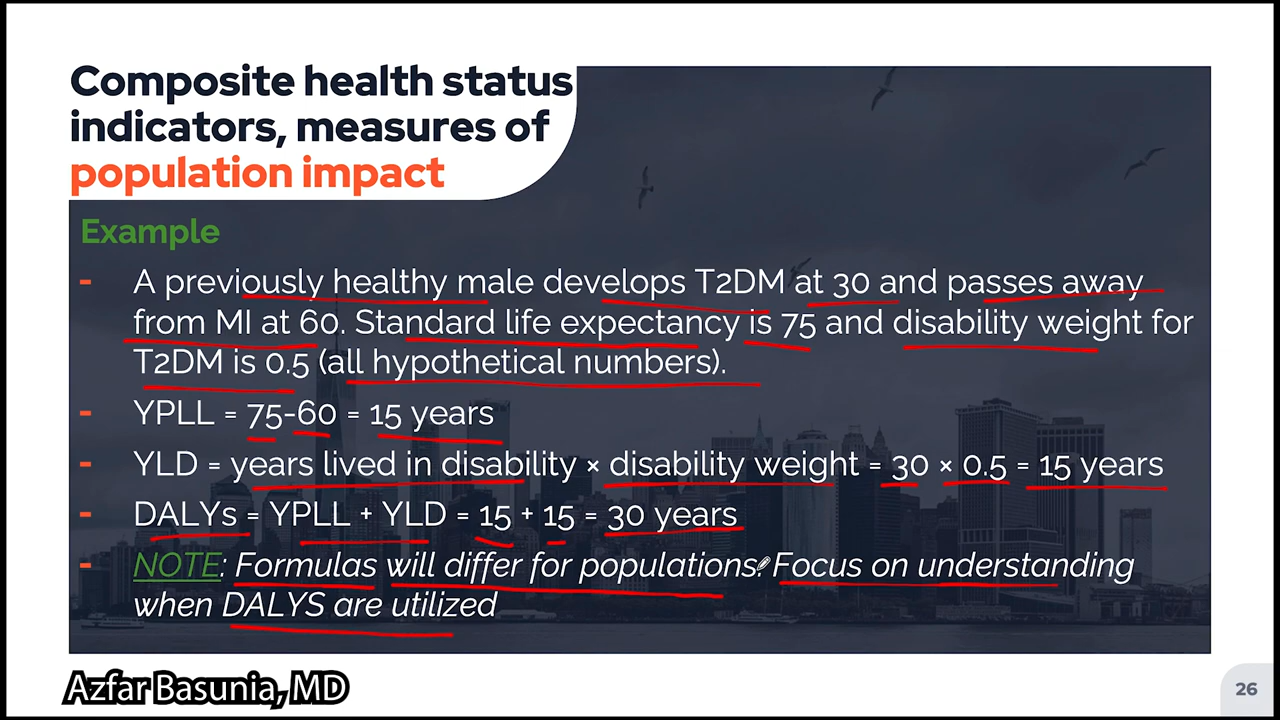 Composite health status
indicators, measures of
population impact
Example
- A previously healthy male develops T2DM at 30 and passes away
from MI at 60. Standard life expectancy is 75 and disability weight for
T2DM is 0.5 (all hypothetical numbers).
- YPLL = 75-60 = 15 years
- YLD = years lived in disability × disability weight = 30 × 0.5 = 15 years
- DALYs = YPLL + YLD = 15 + 15 = 30 years
- NOTE: Formulas will differ for populations. Focus on understanding
when DALYS are utilized
Azfar Basunia, MD
26